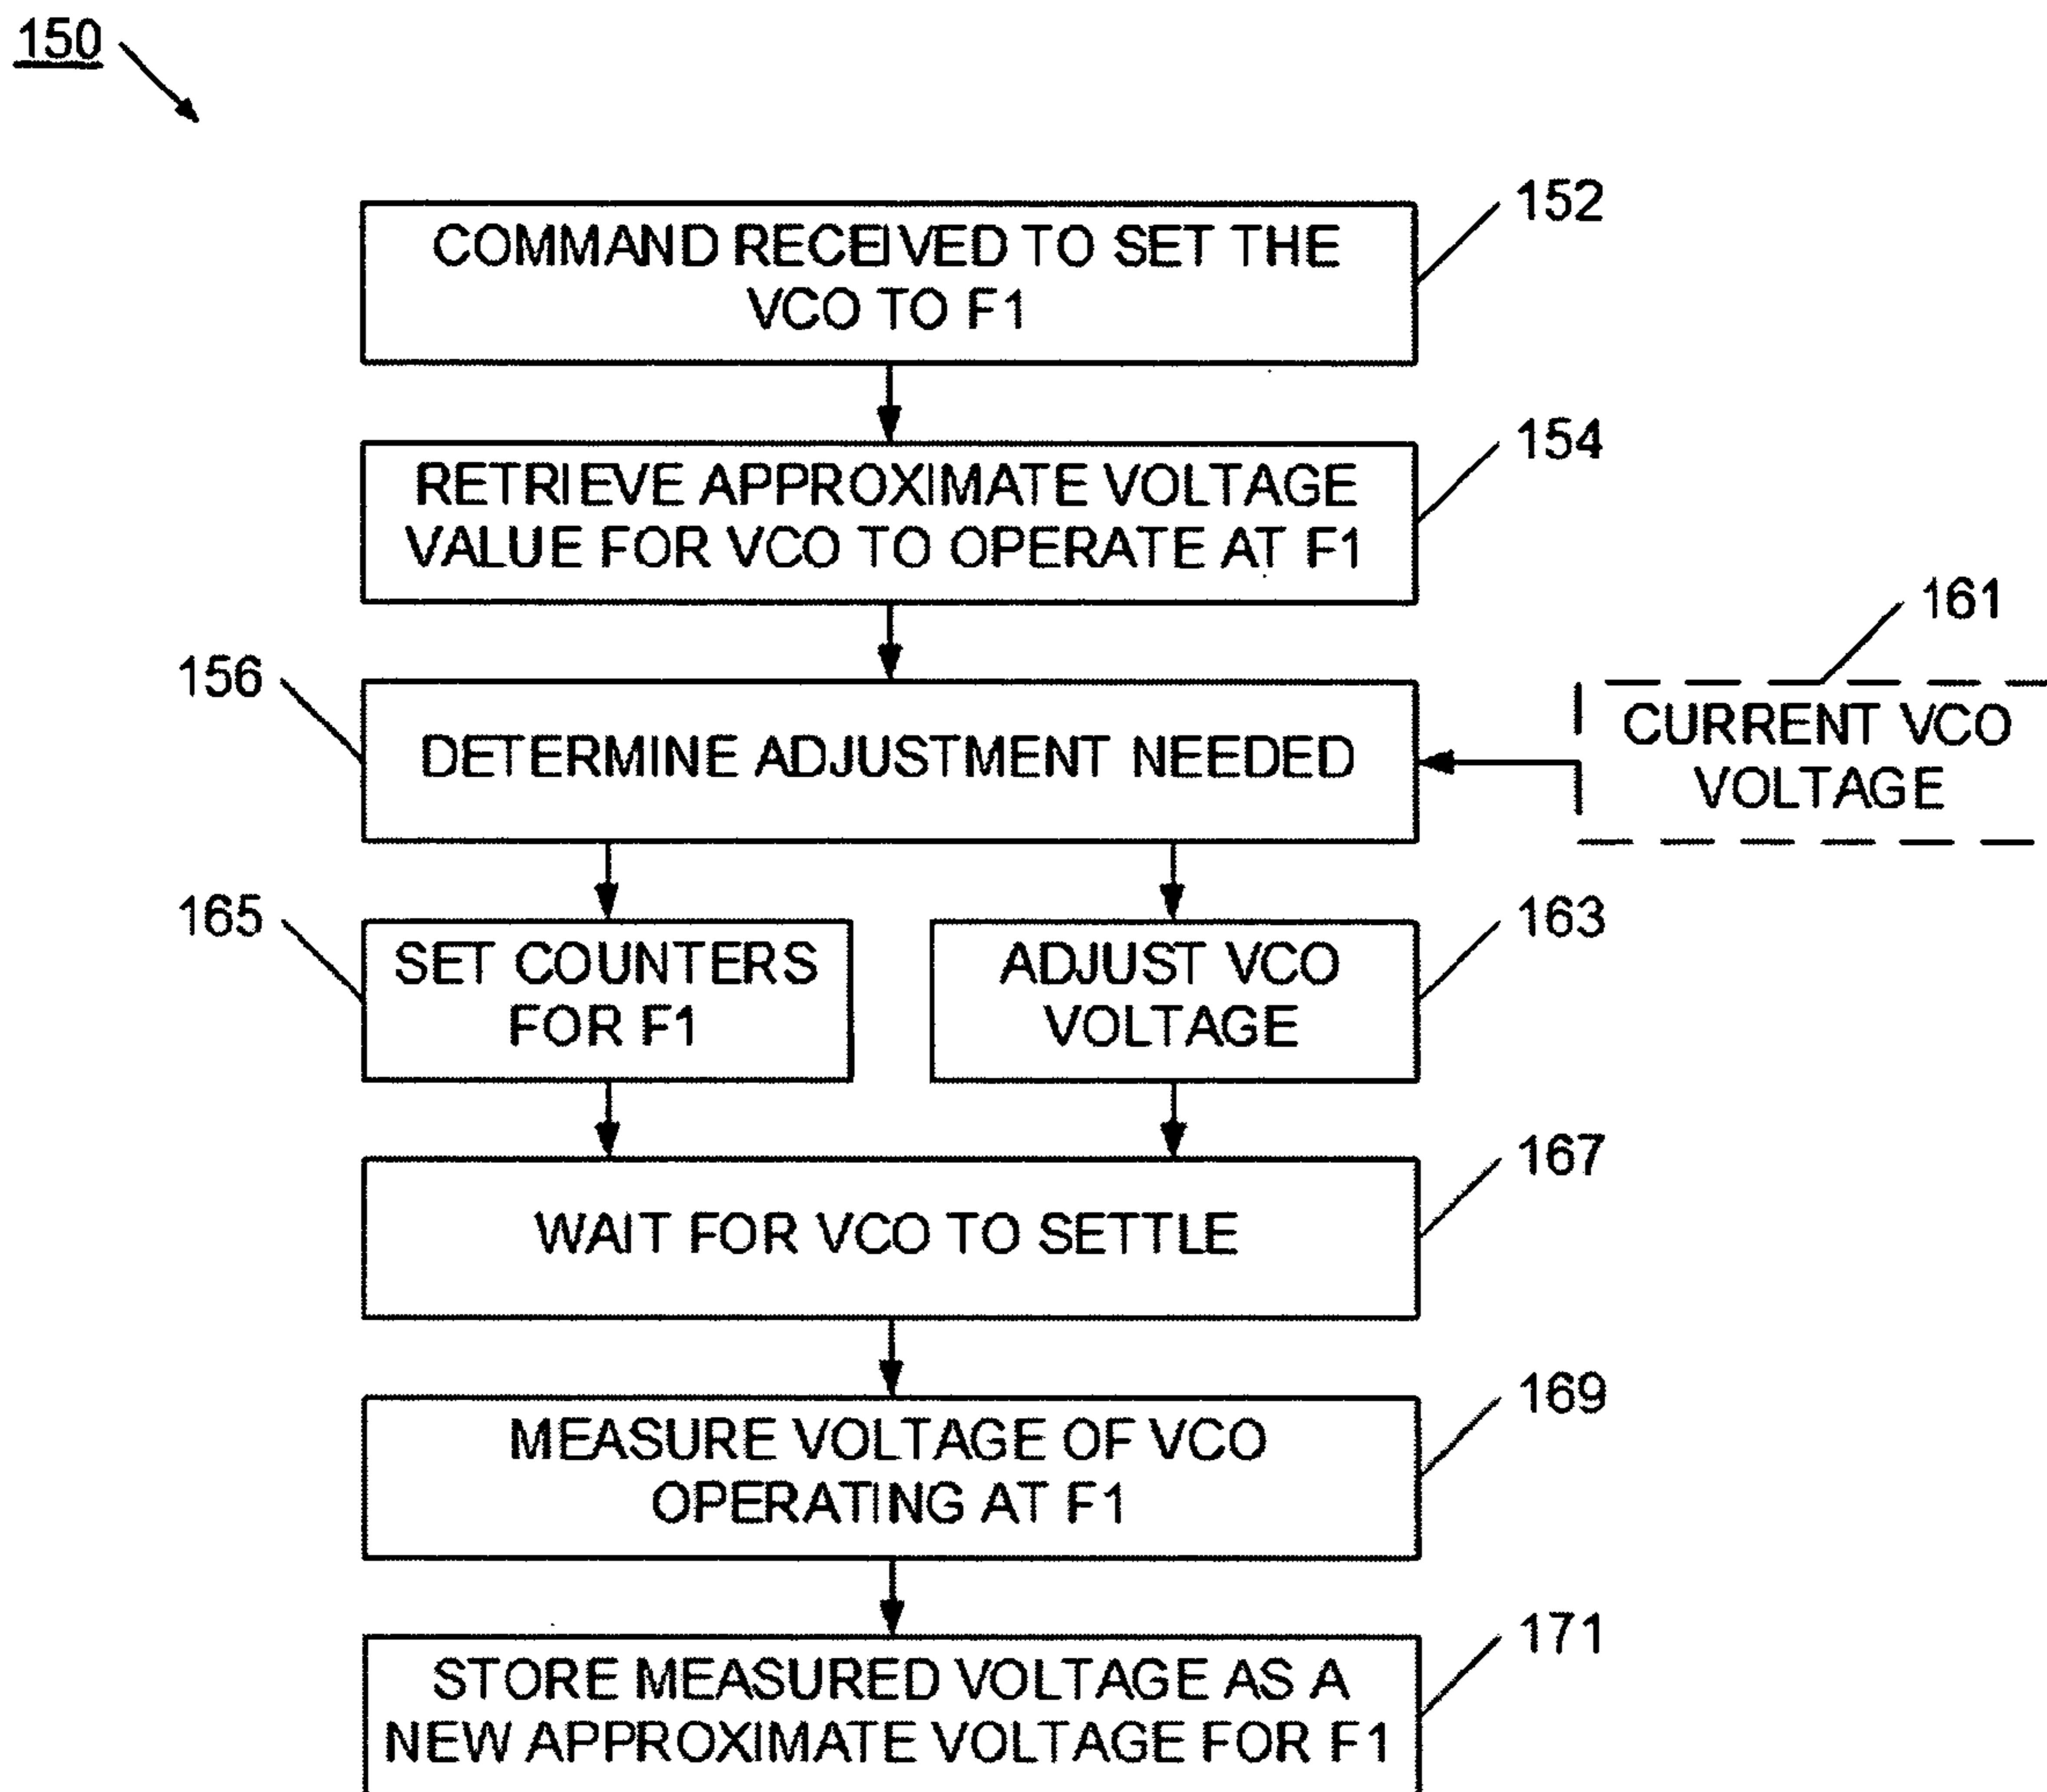 150
152
COMMAND RECEIVED TO SET THE
VCO TO F1
154
RETRIEVE APPROXIMATE VOLTAGE
VALUE FOR VCO TO OPERATE AT F1
161
156
DETERMINE ADJUSTMENT NEEDED
CURRENT VCO
VOLTAGE
165
SET COUNTERS
FOR F1
163
ADJUST VCO
VOLTAGE
167
WAIT FOR VCO TO SETTLE
169
MEASURE VOLTAGE OF VCO
OPERATING AT F1
171
STORE MEASURED VOLTAGE AS A
NEW APPROXIMATE VOLTAGE FOR F1